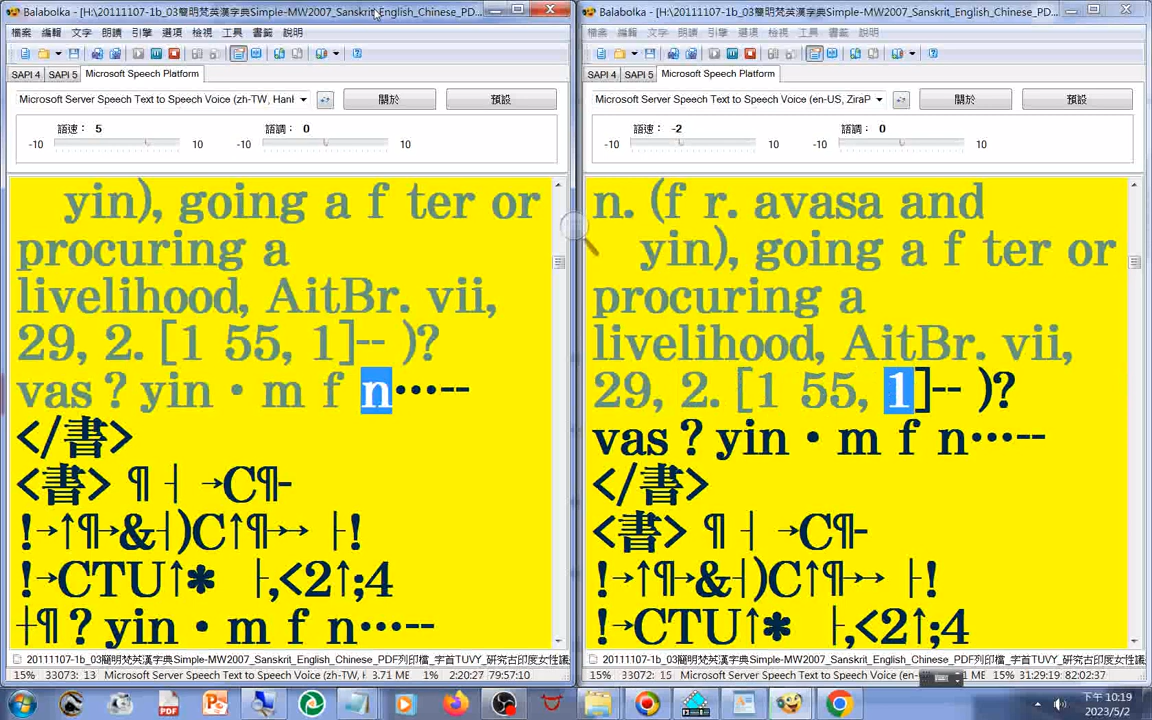 Balabolka - [H:\20111107-1b_03簡明梵英漢字典Simple-MW2007_Sanskrit_English_Chinese_PD...
檔案 編輯 文字 朗讀 引擎 選項 檢視 工具 書籤 說明
SAPI 4 SAPI 5 Microsoft Speech Platform
Microsoft Server Speech Text to Speech Voice (zh-TW, Hanl
關於
預設
語速： 5
語調： 0
-10 10 -10 10
yin), going a f ter or
procuring a
livelihood, AitBr. vii,
29, 2. [1 55, 1]-- )?
vas ? yin • m f n…--
</書>
<書> ¶ ┤ →C¶-
!→↑¶→&┤)C↑¶→→ ├!
!→CTU↑✽ ├,<2↑;4
┼¶ ? yin • m f n…--
20111107-1b_03簡明梵英漢字典Simple-MW2007_Sanskrit_English_Chinese_PDF列印檔_字首TUVY_研究古印度女性議
15% 33073: 13 Microsoft Server Speech Text to Speech Voice (zh-TW, H 3.71 ME 1% 2:20:27 79:57:10
Balabolka - [H:\20111107-1b_03簡明梵英漢字典Simple-MW2007_Sanskrit_English_Chinese_PD...
檔案 編輯 文字 朗讀 引擎 選項 檢視 工具 書籤 說明
SAPI 4 SAPI 5 Microsoft Speech Platform
Microsoft Server Speech Text to Speech Voice (en-US, ZiraP
關於
預設
語速： -2
語調： 0
-10 10 -10 10
n. (f r. avasa and
yin), going a f ter or
procuring a
livelihood, AitBr. vii,
29, 2. [1 55, 1]-- )?
vas ? yin • m f n…--
</書>
<書> ¶ ┤ →C¶-
!→↑¶→&┤)C↑¶→→ ├!
!→CTU↑✽ ├,<2↑;4
20111107-1b_03簡明梵英漢字典Simple-MW2007_Sanskrit_English_Chinese_PDF列印檔_字首TUVY_研究古印度女性議
15% 33072: 15 Microsoft Server Speech Text to Speech Voice (en- 15% 31:29:19 82:02:37
PDF
下午 10:19
2023/5/2